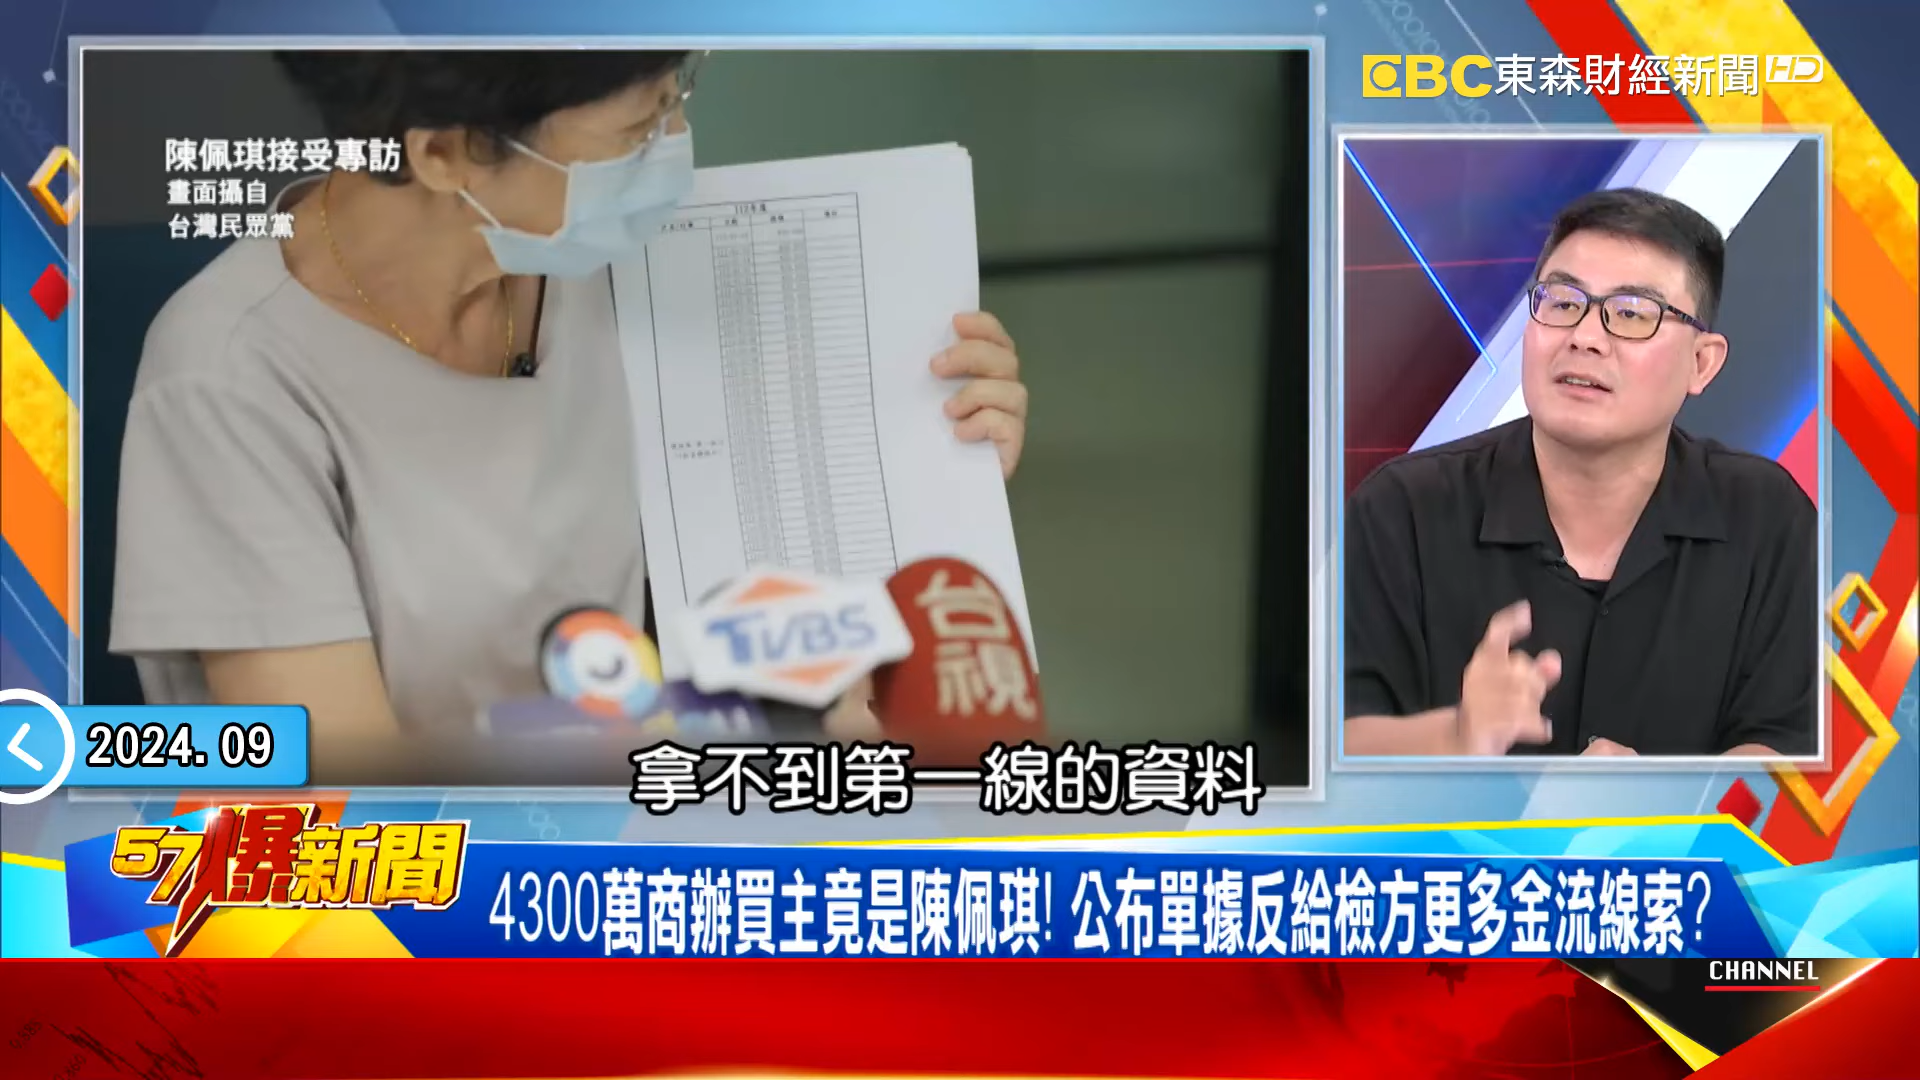 EBC東森財經新聞HD
陳佩琪接受專訪
畫面攝自
台灣民眾黨
TVBS
台視
2024.09
拿不到第一線的資料
57爆新聞
4300萬商辦買主竟是陳佩琪! 公布單據反給檢方更多金流線索?
CHANNEL